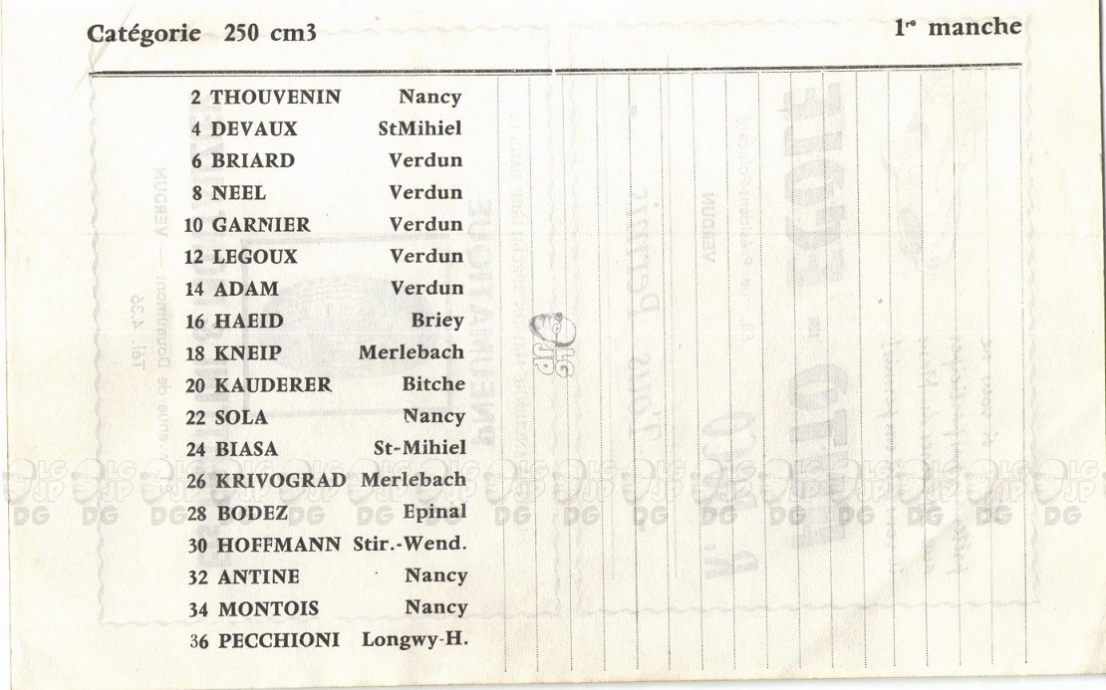 Catégorie 250 cm3 1re manche
2 THOUVENIN Nancy
4 DEVAUX StMihiel
6 BRIARD Verdun
8 NEEL Verdun
10 GARNIER Verdun
12 LEGOUX Verdun
14 ADAM Verdun
16 HAEID Briey
18 KNEIP Merlebach
20 KAUDERER Bitche
22 SOLA Nancy
24 BIASA St-Mihiel
26 KRIVOGRAD Merlebach
28 BODEZ Epinal
30 HOFFMANN Stir.-Wend.
32 ANTINE Nancy
34 MONTOIS Nancy
36 PECCHIONI Longwy-H.